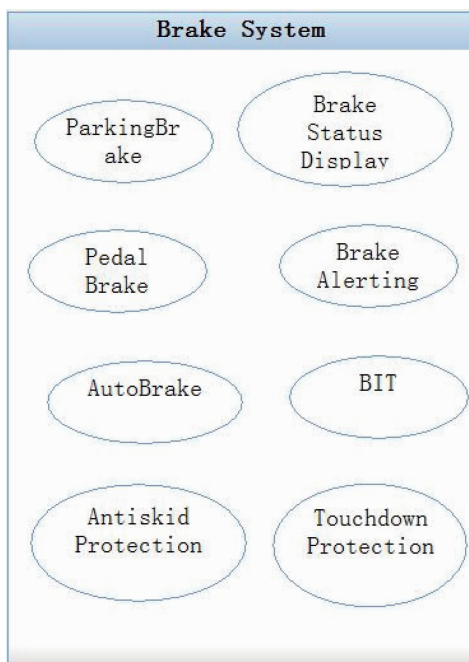 Brake System
ParkingBr
ake
Brake
Status
Display
Pedal
Brake
Brake
Alerting
AutoBrake
BIT
Antiskid
Protection
Touchdown
Protection